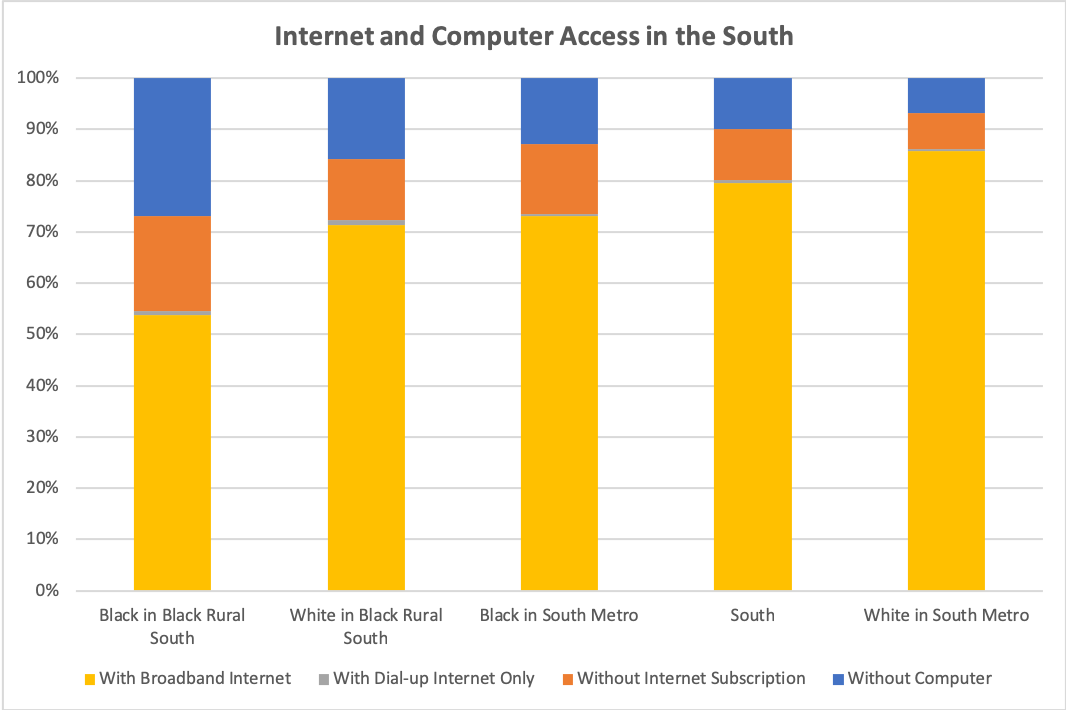 Internet and Computer Access in the South
100%
90%
80%
70%
60%
50%
40%
30%
20%
10%
0%
Black in Black Rural South
White in Black Rural South
Black in South Metro
South
White in South Metro
With Broadband Internet
With Dial-up Internet Only
Without Internet Subscription
Without Computer